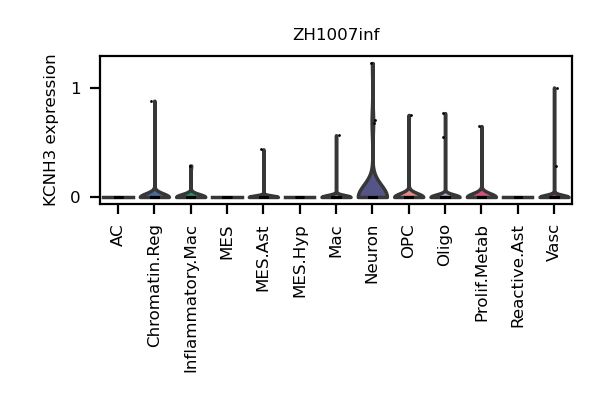 ZH1007inf
KCNH3 expression
1
0
AC
Chromatin.Reg
Inflammatory.Mac
MES
MES.Ast
MES.Hyp
Mac
Neuron
OPC
Oligo
Prolif.Metab
Reactive.Ast
Vasc